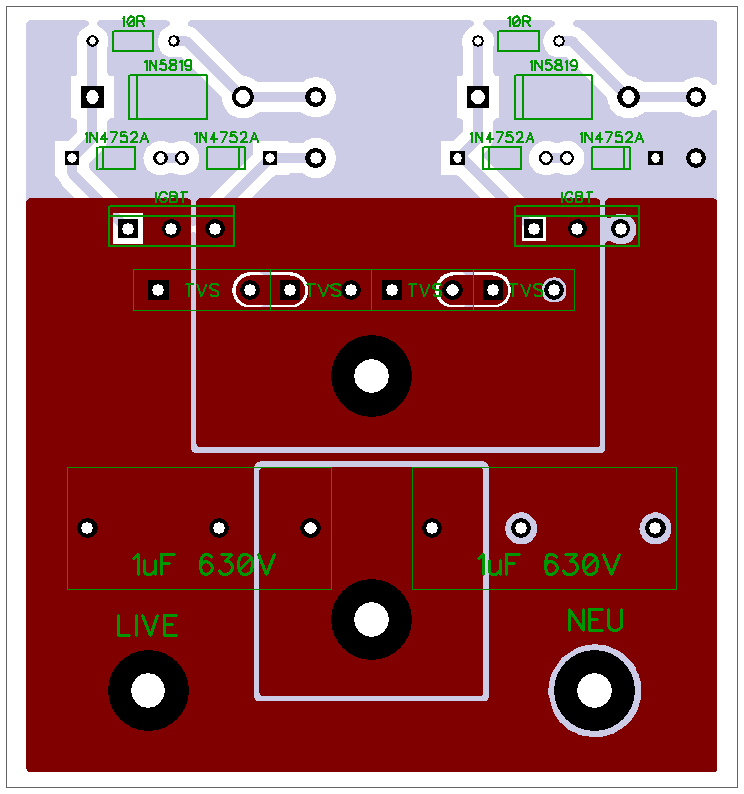 10R 10R
1N5819 1N5819
1N4752A 1N4752A 1N4752A 1N4752A
IGBT IGBT
TVS TVS TVS TVS
1uF 630V 1uF 630V
LIVE NEU